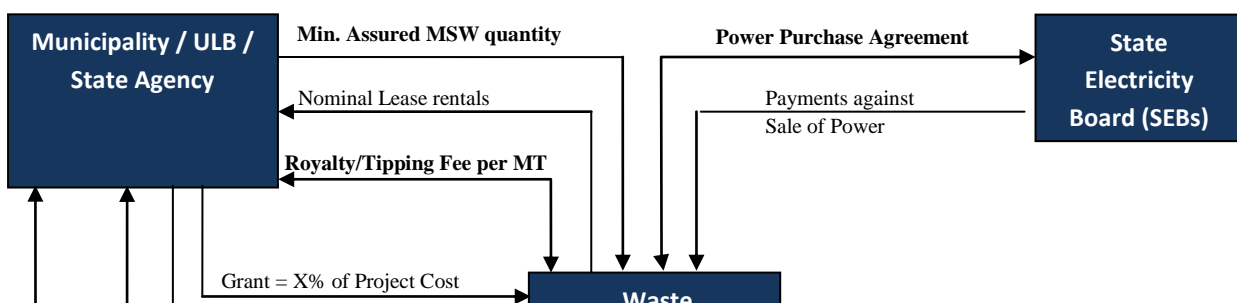 Municipality / ULB /
State Agency
Min. Assured MSW quantity
Nominal Lease rentals
Royalty/Tipping Fee per MT
Grant = X% of Project Cost
Power Purchase Agreement
Payments against
Sale of Power
State
Electricity
Board (SEBs)
Waste